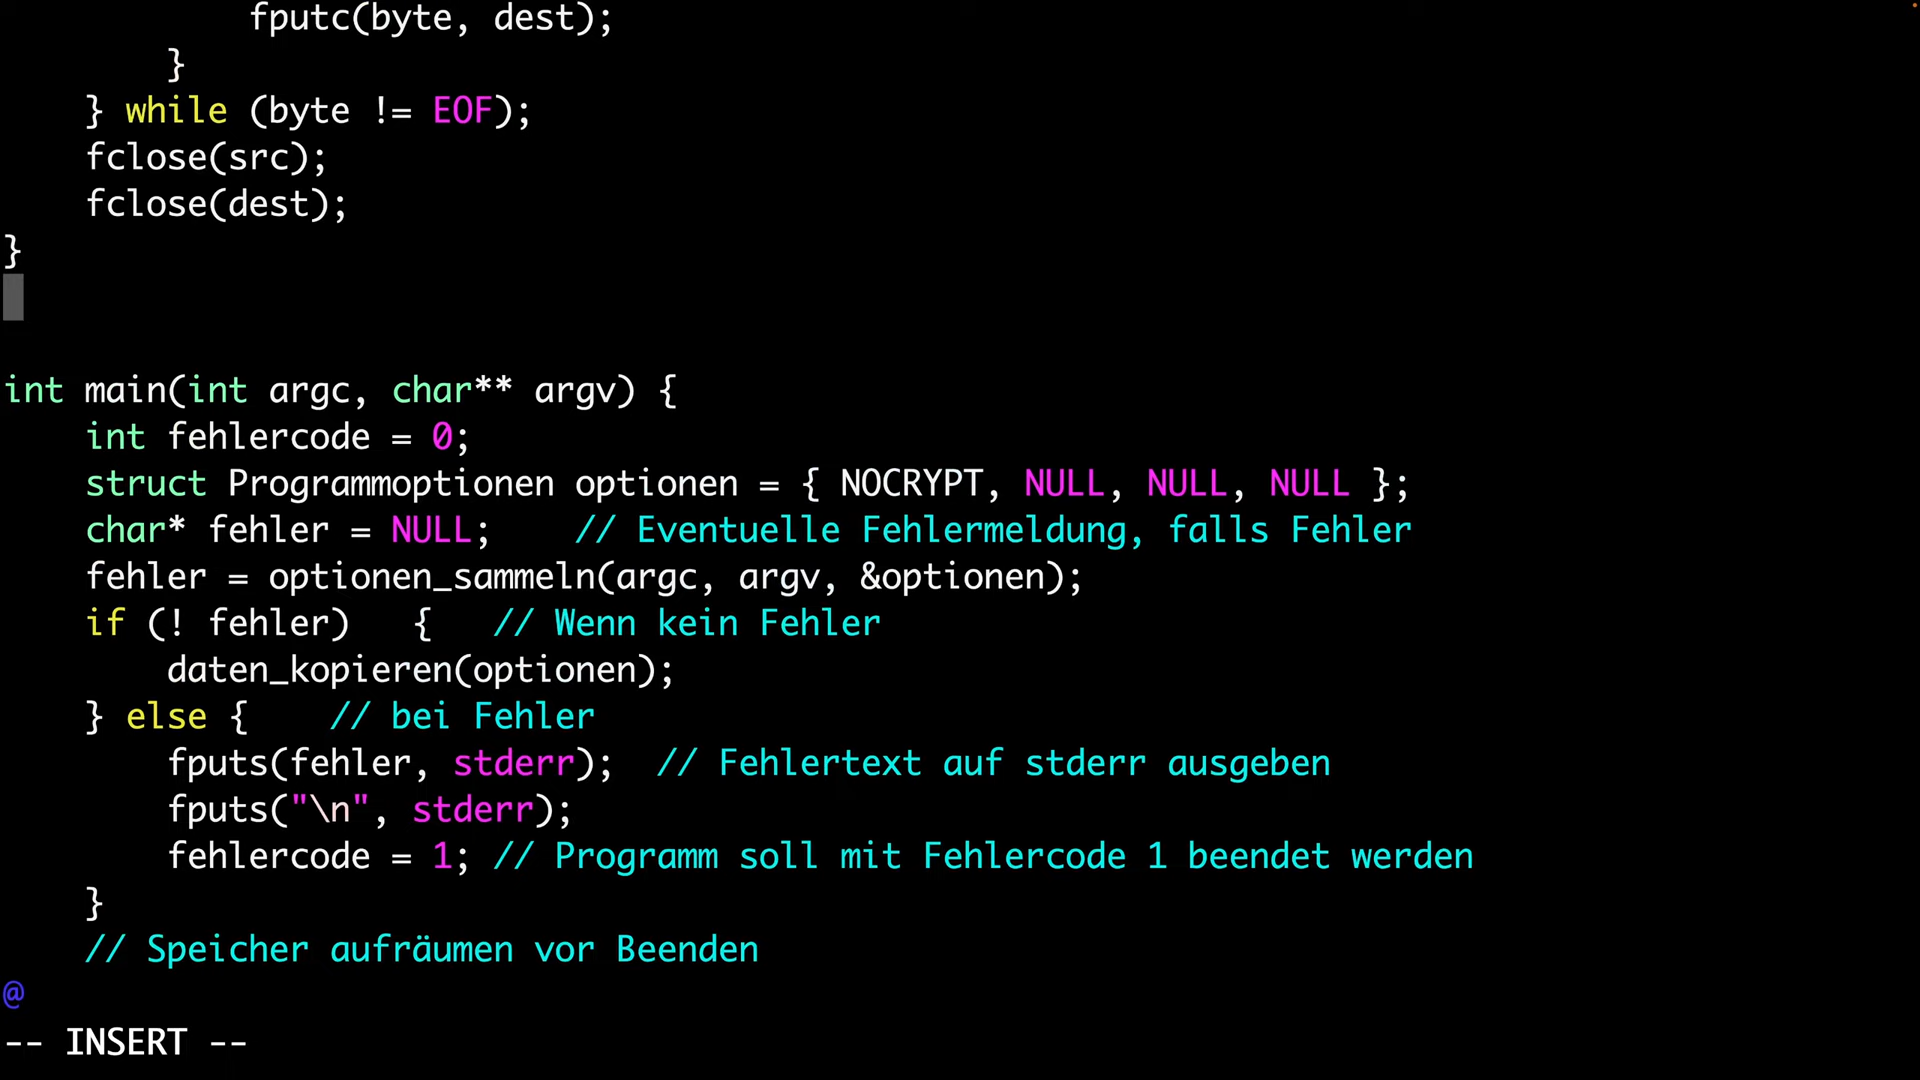 fputc(byte, dest);
}
} while (byte != EOF);
fclose(src);
fclose(dest);
}
int main(int argc, char** argv) {
int fehlercode = 0;
struct Programmoptionen optionen = { NOCRYPT, NULL, NULL, NULL };
char* fehler = NULL;    // Eventuelle Fehlermeldung, falls Fehler
fehler = optionen_sammeln(argc, argv, &optionen);
if (! fehler)   {   // Wenn kein Fehler
daten_kopieren(optionen);
} else {    // bei Fehler
fputs(fehler, stderr);  // Fehlertext auf stderr ausgeben
fputs("\n", stderr);
fehlercode = 1; // Programm soll mit Fehlercode 1 beendet werden
}
// Speicher aufräumen vor Beenden
@
-- INSERT --